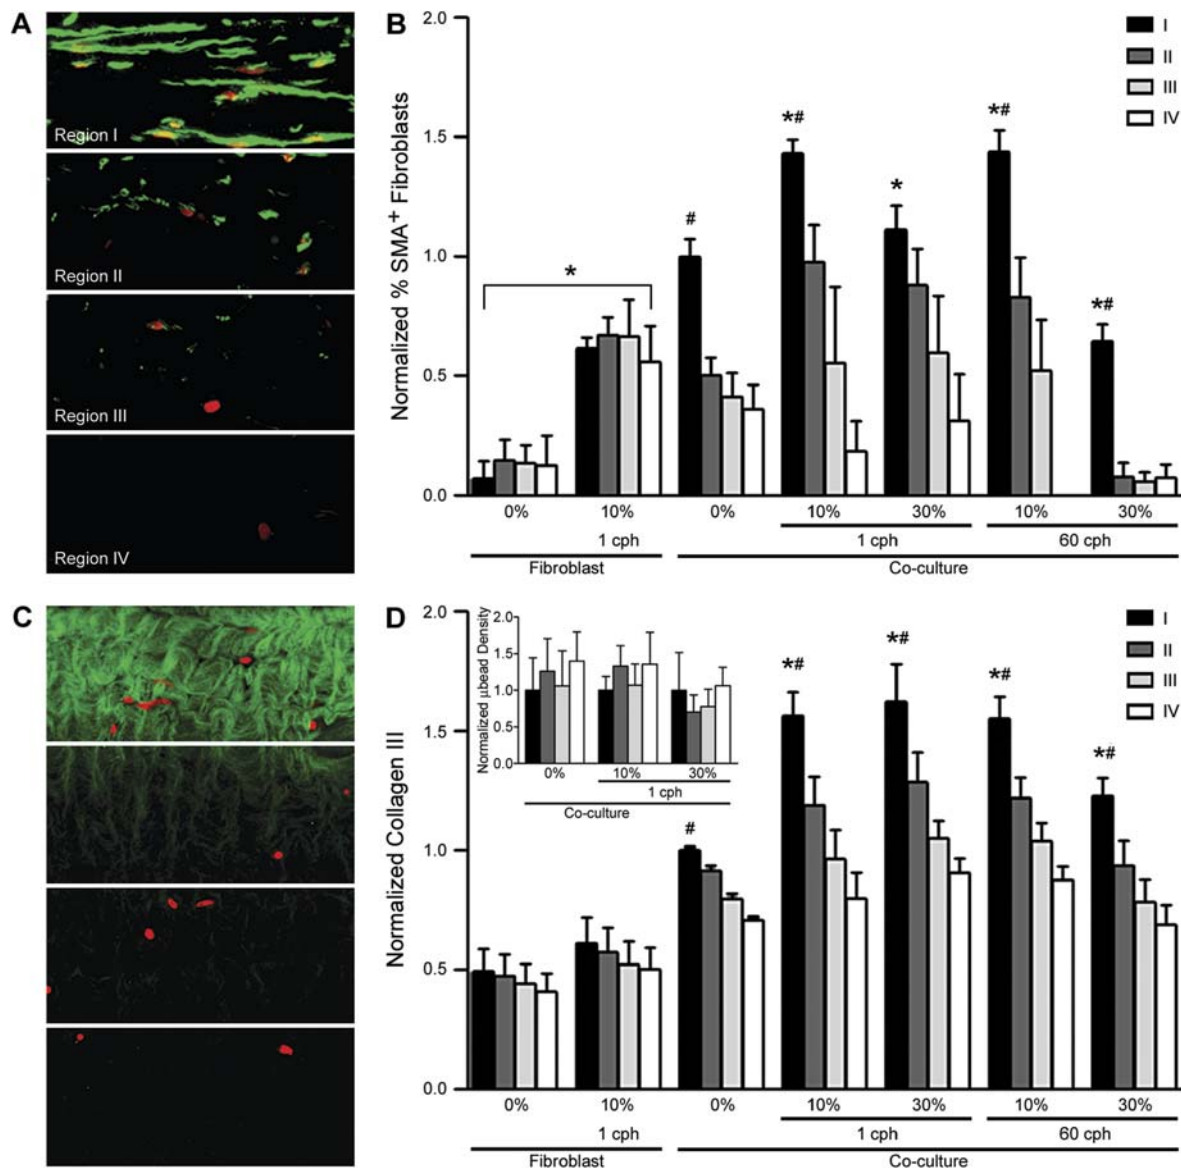 A
Region I
Region II
Region III
Region IV
B
Normalized % SMA+ Fibroblasts
2.0
1.5
1.0
0.5
0.0
I
II
III
IV
*
#
*#
*
*#
*#
0% 10% 0% 10% 30% 10% 30%
1 cph 1 cph 60 cph
Fibroblast Co-culture
C
D
Normalized Collagen III
2.0
1.5
1.0
0.5
0.0
Normalized μbead Density
2.0
1.5
1.0
0.5
0.0
0% 10% 30%
1 cph
Co-culture
I
II
III
IV
#
*#
*#
*#
*#
0% 10% 0% 10% 30% 10% 30%
1 cph 1 cph 60 cph
Fibroblast Co-culture